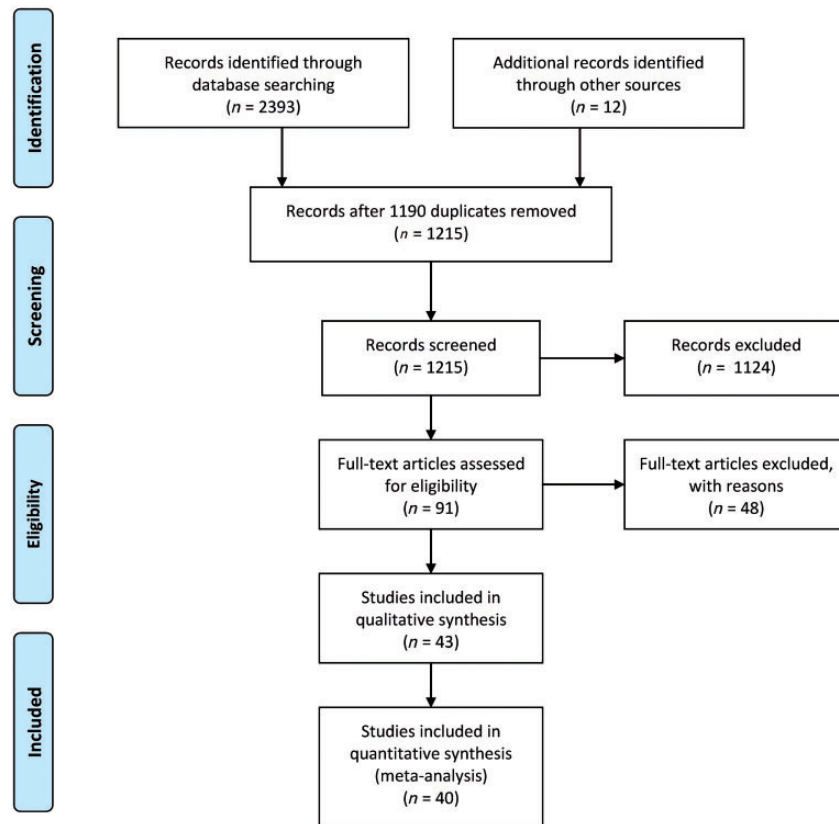 Identification
Records identified through
database searching
(n = 2393)
Additional records identified
through other sources
(n = 12)
Records after 1190 duplicates removed
(n = 1215)
Screening
Records screened
(n = 1215)
Records excluded
(n =  1124)
Eligibility
Full-text articles assessed
for eligibility
(n = 91)
Full-text articles excluded,
with reasons
(n = 48)
Studies included in
qualitative synthesis
(n = 43)
Included
Studies included in
quantitative synthesis
(meta-analysis)
(n = 40)